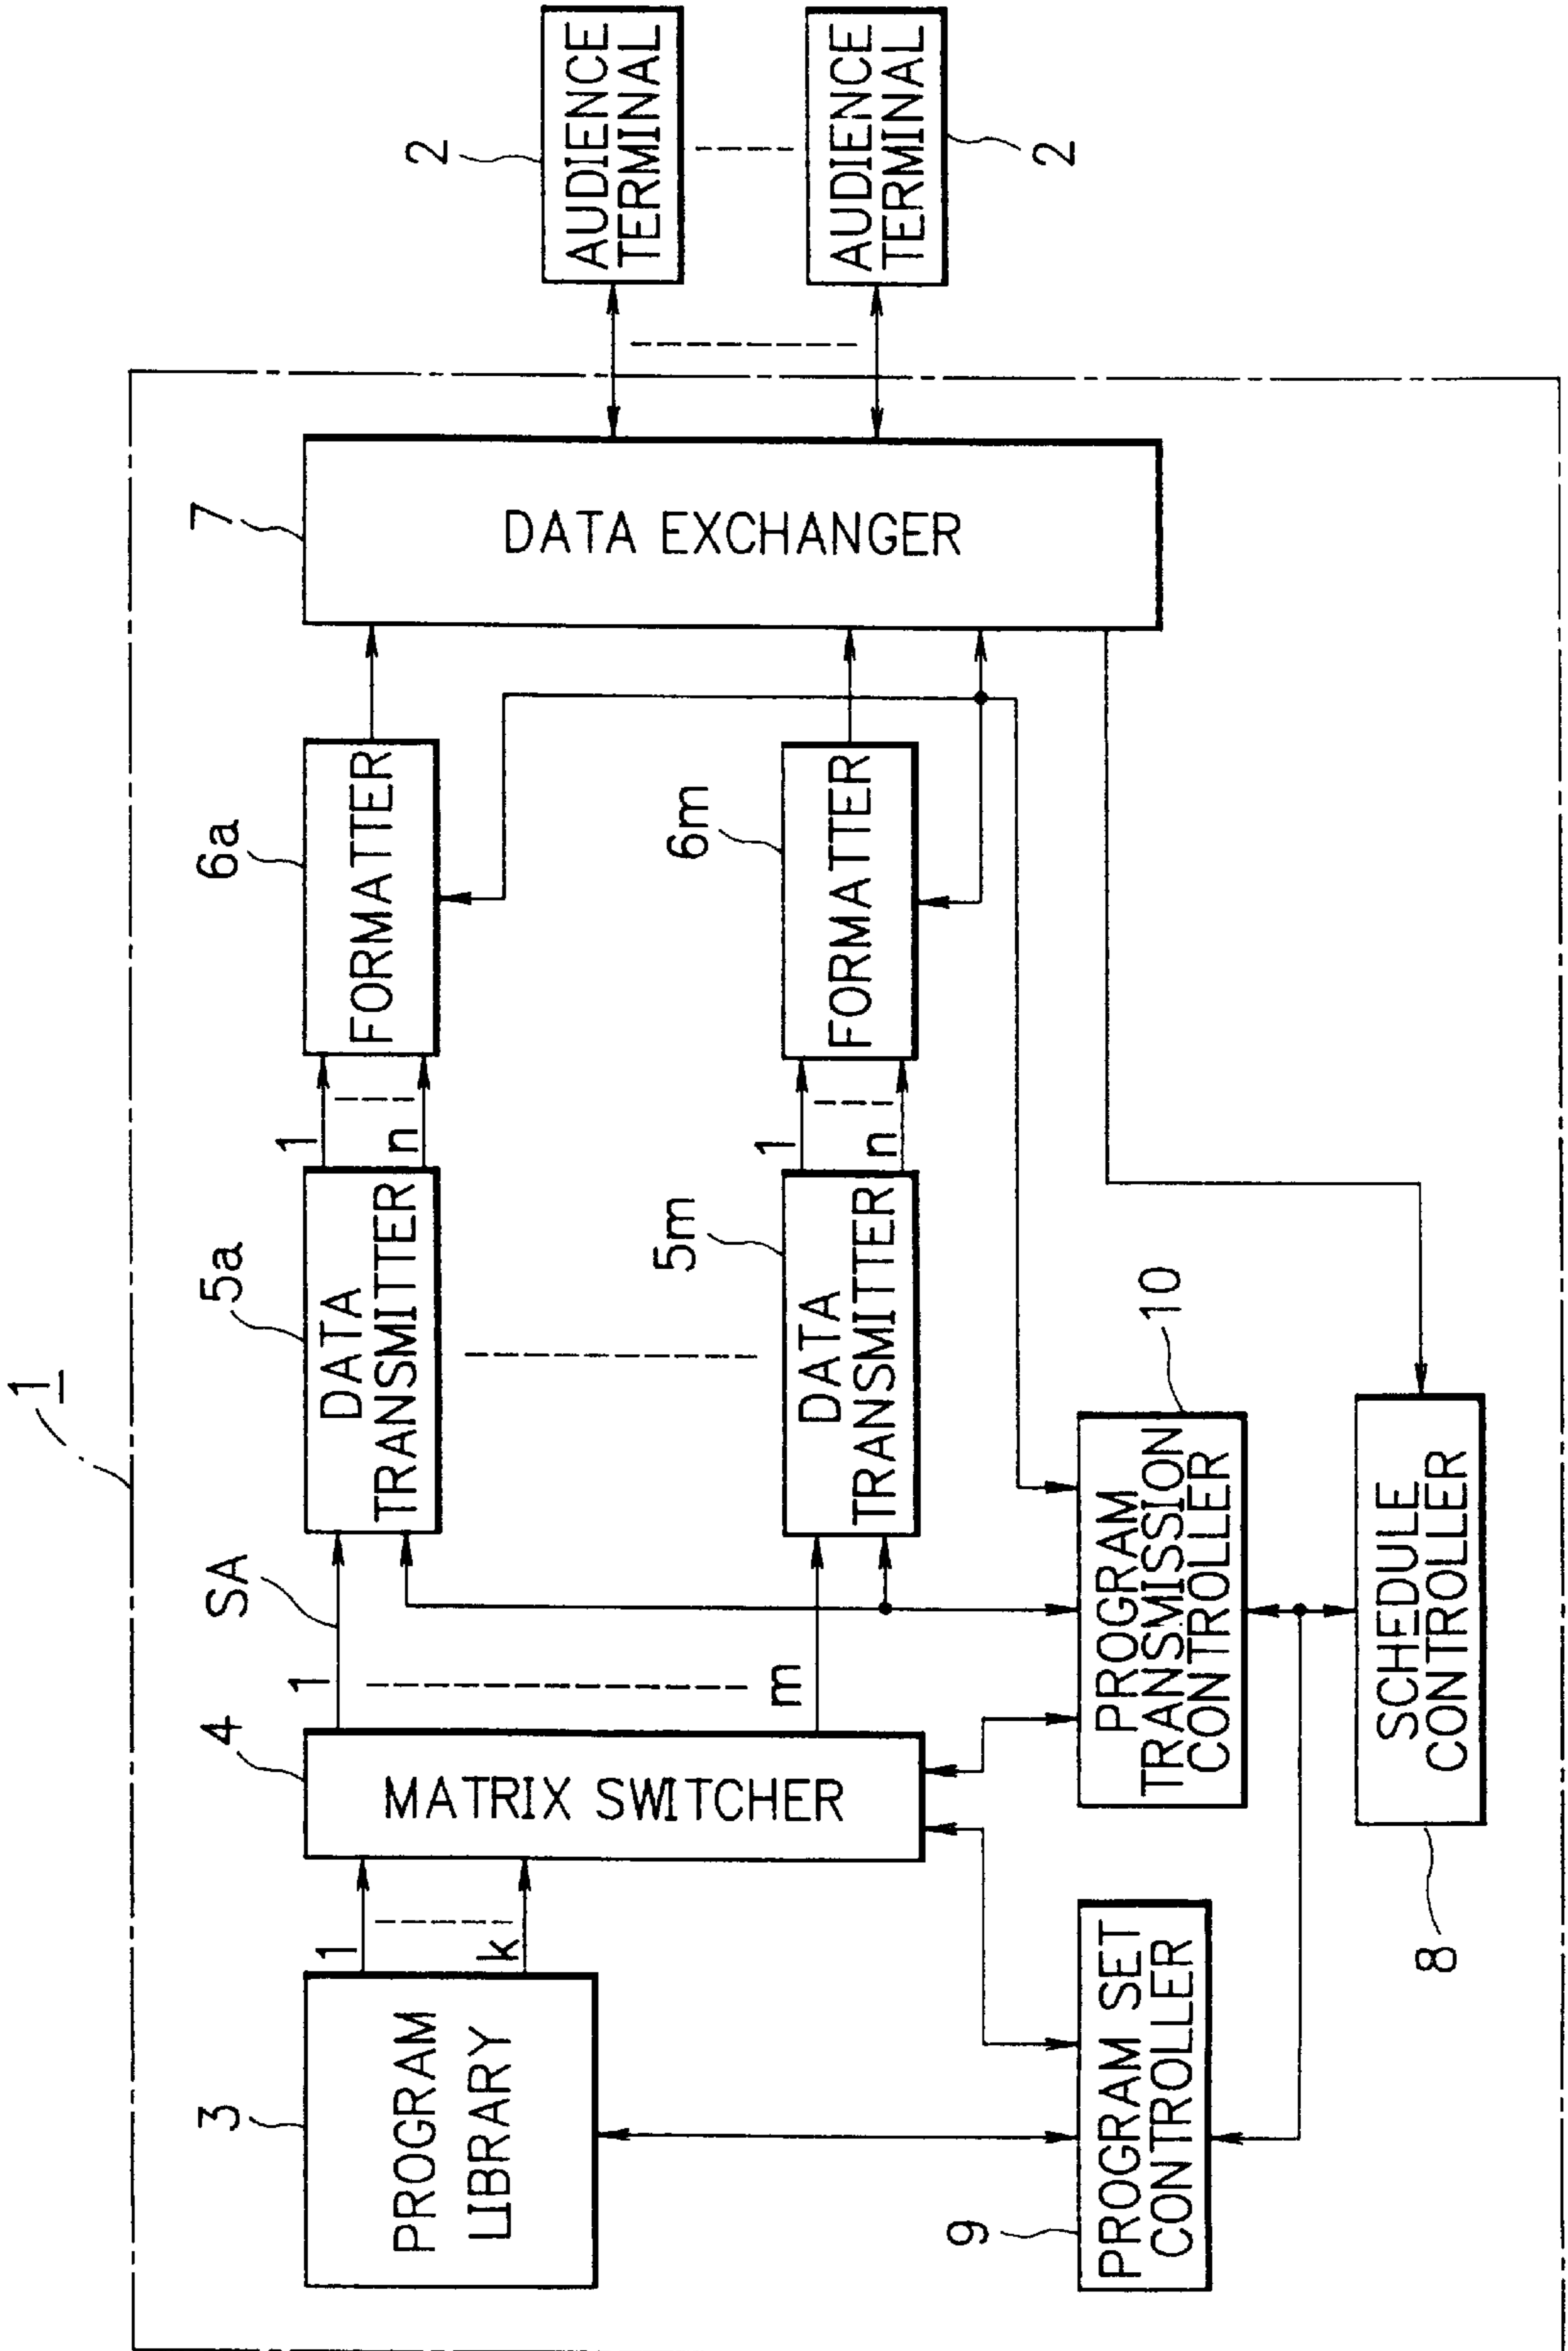 1
3
PROGRAM
LIBRARY
1
k
4
MATRIX SWITCHER
1
SA
m
5a
DATA
TRANSMITTER
1
n
6a
FORMATTER
5m
DATA
TRANSMITTER
1
n
6m
FORMATTER
7
DATA EXCHANGER
2
AUDIENCE
TERMINAL
AUDIENCE
TERMINAL
2
9
PROGRAM SET
CONTROLLER
10
PROGRAM
TRANSMISSION
CONTROLLER
8
SCHEDULE
CONTROLLER